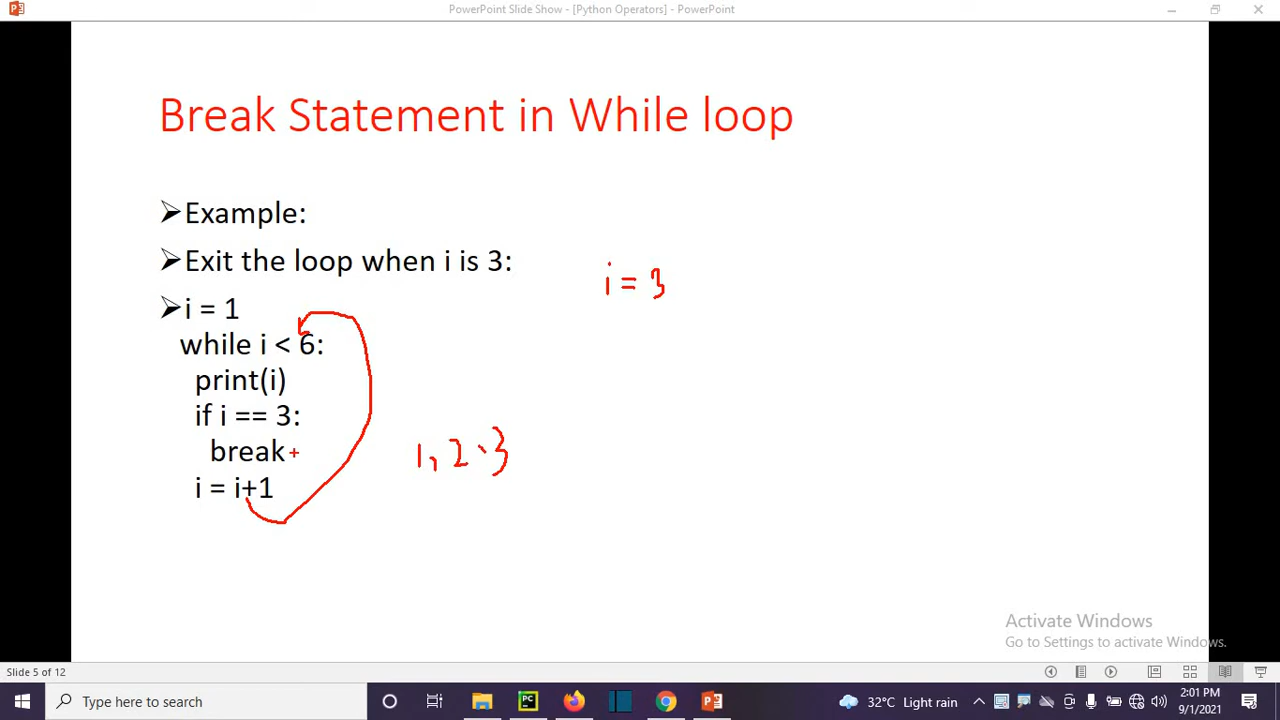 PowerPoint Slide Show - [Python Operators] - PowerPoint
Break Statement in While loop
➢Example:
➢Exit the loop when i is 3:
i = 3
➢i = 1
while i < 6:
print(i)
if i == 3:
break
1, 2, 3
i = i+1
Activate Windows
Go to Settings to activate Windows.
Slide 5 of 12
Type here to search
PC
32°C Light rain
2:01 PM
9/1/2021